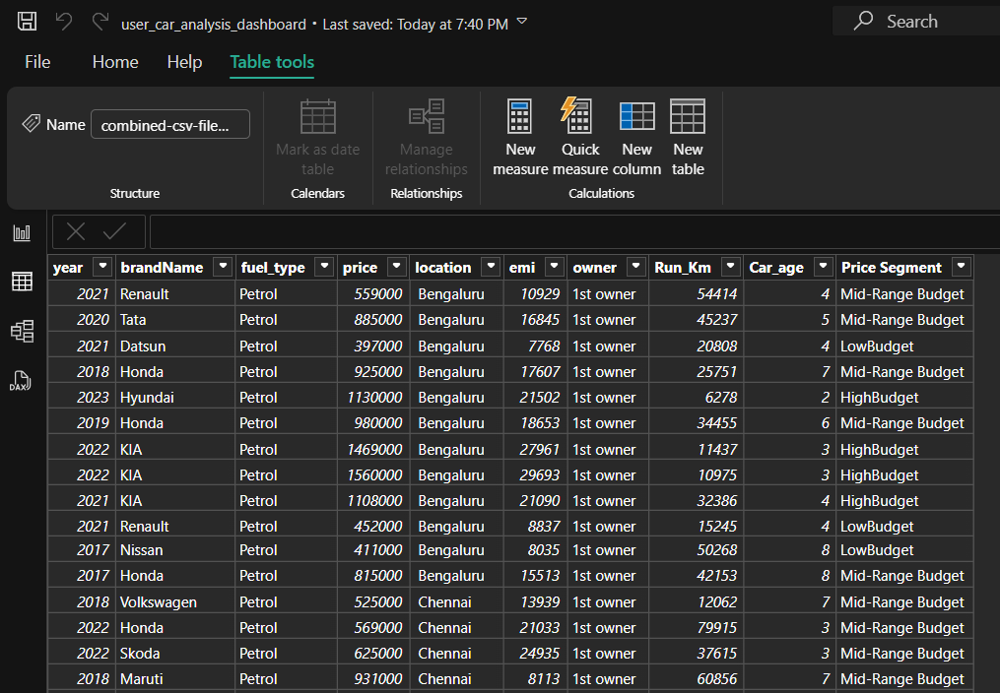 user_car_analysis_dashboard • Last saved: Today at 7:40 PM
Search
File Home Help Table tools
Name combined-csv-file...
Structure
Mark as date table
Calendars
Manage relationships
Relationships
New measure
Quick measure
New column
New table
Calculations
DAX
year brandName fuel_type price location emi owner Run_Km Car_age Price Segment
2021 Renault Petrol 559000 Bengaluru 10929 1st owner 54414 4 Mid-Range Budget
2020 Tata Petrol 885000 Bengaluru 16845 1st owner 45237 5 Mid-Range Budget
2021 Datsun Petrol 397000 Bengaluru 7768 1st owner 20808 4 LowBudget
2018 Honda Petrol 925000 Bengaluru 17607 1st owner 25751 7 Mid-Range Budget
2023 Hyundai Petrol 1130000 Bengaluru 21502 1st owner 6278 2 HighBudget
2019 Honda Petrol 980000 Bengaluru 18653 1st owner 34455 6 Mid-Range Budget
2022 KIA Petrol 1469000 Bengaluru 27961 1st owner 11437 3 HighBudget
2022 KIA Petrol 1560000 Bengaluru 29693 1st owner 10975 3 HighBudget
2021 KIA Petrol 1108000 Bengaluru 21090 1st owner 32386 4 HighBudget
2021 Renault Petrol 452000 Bengaluru 8837 1st owner 15245 4 LowBudget
2017 Nissan Petrol 411000 Bengaluru 8035 1st owner 50268 8 LowBudget
2017 Honda Petrol 815000 Bengaluru 15513 1st owner 42153 8 Mid-Range Budget
2018 Volkswagen Petrol 525000 Chennai 13939 1st owner 12062 7 Mid-Range Budget
2022 Honda Petrol 569000 Chennai 21033 1st owner 79915 3 Mid-Range Budget
2022 Skoda Petrol 625000 Chennai 24935 1st owner 37615 3 Mid-Range Budget
2018 Maruti Petrol 931000 Chennai 8113 1st owner 60856 7 Mid-Range Budget